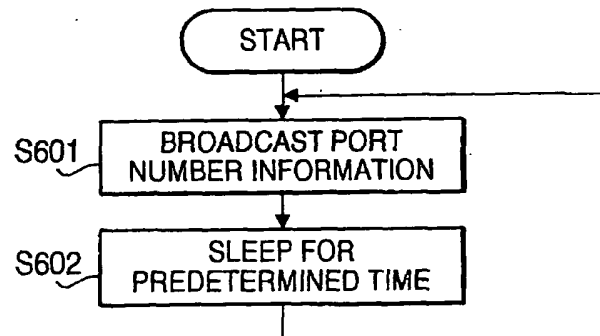 START
S601
BROADCAST PORT
NUMBER INFORMATION
S602
SLEEP FOR
PREDETERMINED TIME